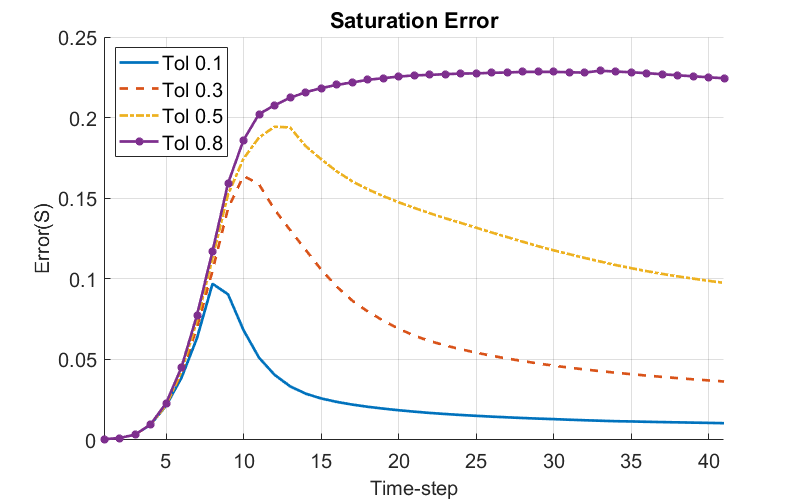 Saturation Error
Tol 0.1
Tol 0.3
Tol 0.5
Tol 0.8
Error(S)
0.25
0.2
0.15
0.1
0.05
0
5 10 15 20 25 30 35 40
Time-step